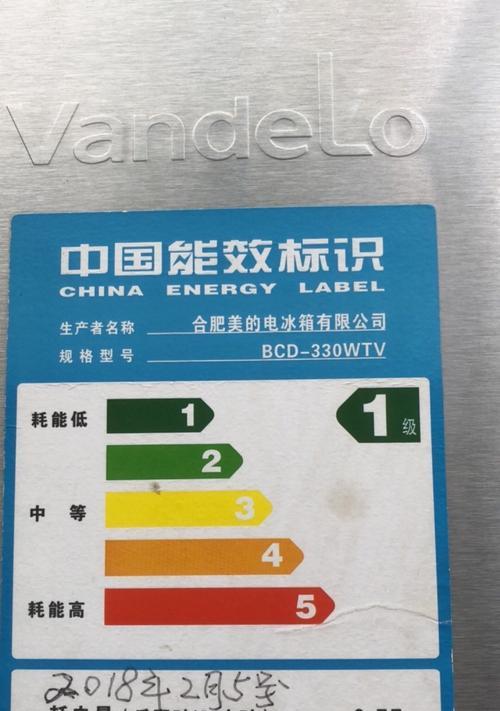 VandeLo
中国能效标识
CHINA ENERGY LABEL
生产者名称 合肥美的电冰箱有限公司
规格型号 BCD-330WTV
耗能低 1 1级
2
中等 3
4
耗能高 5
2018年2月5号